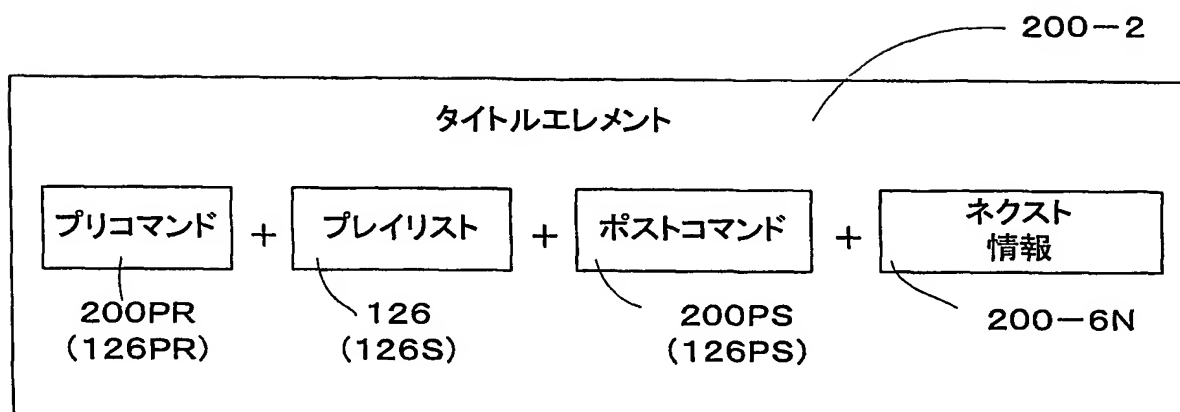 200-2
タイトルエレメント
プリコマンド + プレイリスト + ポストコマンド + ネクスト
情報
200PR 126 200PS 200-6N
(126PR) (126S) (126PS)